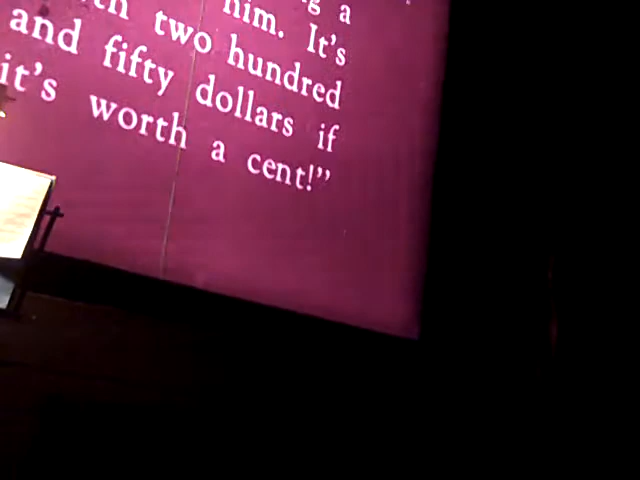 a
him. It's
two hundred
and fifty dollars if
it's worth a cent!”